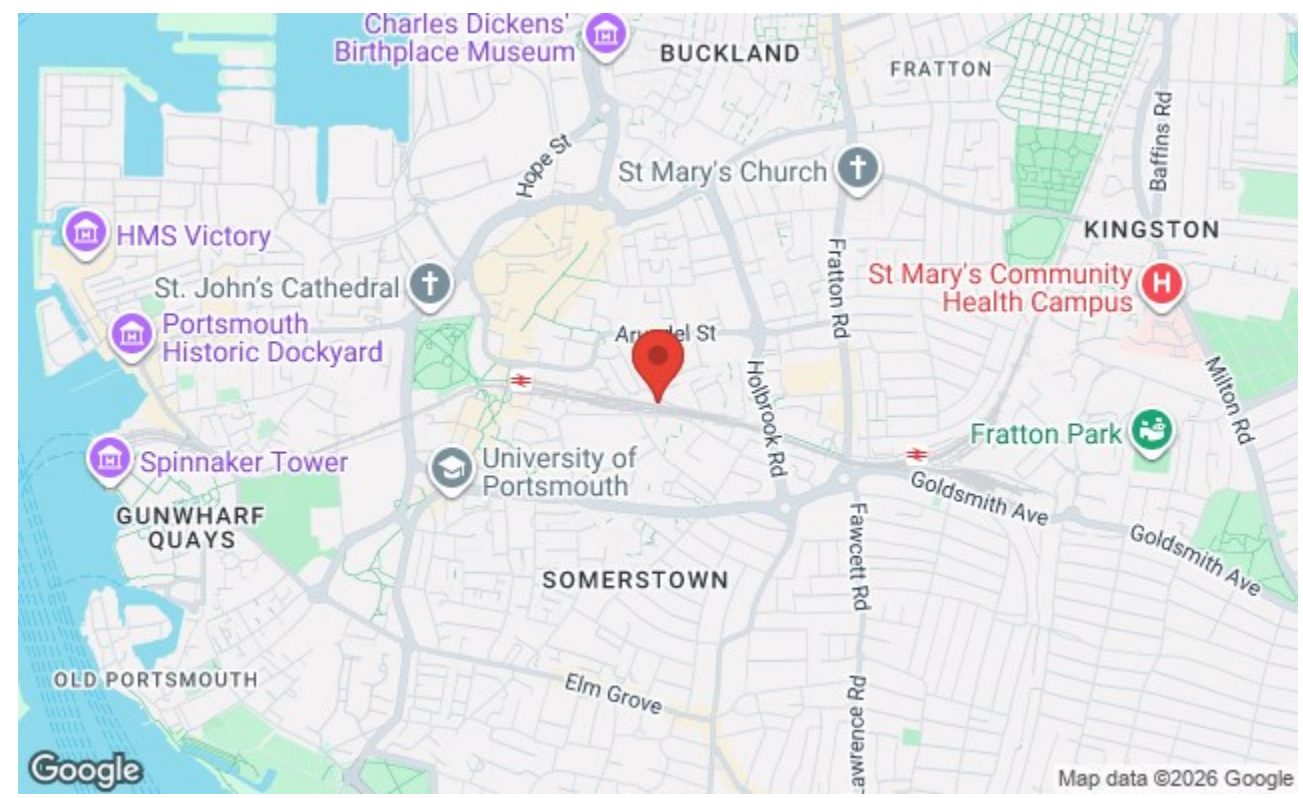 Charles Dickens'
Birthplace Museum
BUCKLAND
FRATTON
Hope St
Baffins Rd
St Mary's Church
HMS Victory
KINGSTON
St. John's Cathedral
Fratton Rd
St Mary's Community
Health Campus
Portsmouth
Historic Dockyard
St
Holbrook Rd
Milton Rd
Fratton Park
Spinnaker Tower
University of
Portsmouth
Goldsmith Ave
GUNWHARF
QUAYS
Fawcett Rd
Goldsmith Ave
SOMERSTOWN
OLD PORTSMOUTH
Elm Grove
Rd
Google
Map data ©2026 Google